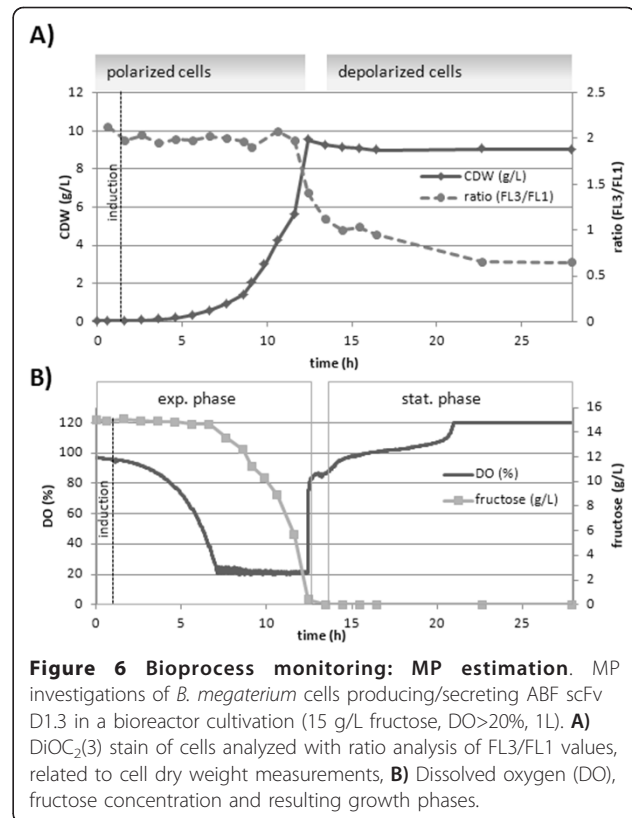 A)
polarized cells
depolarized cells
12
10
8
6
4
2
0
CDW (g/L)
induction
CDW (g/L)
ratio (FL3/FL1)
2.5
2
1.5
1
0.5
0
ratio (FL3/FL1)
0 5 10 15 20 25
time (h)
B)
exp. phase
stat. phase
120
100
80
60
40
20
0
DO (%)
induction
DO (%)
fructose (g/L)
16
14
12
10
8
6
4
2
0
fructose (g/L)
0 5 10 15 20 25
time (h)
Figure 6 Bioprocess monitoring: MP estimation. MP
investigations of B. megaterium cells producing/secreting ABF scFv
D1.3 in a bioreactor cultivation (15 g/L fructose, DO>20%, 1L). A)
DiOC₂(3) stain of cells analyzed with ratio analysis of FL3/FL1 values,
related to cell dry weight measurements, B) Dissolved oxygen (DO),
fructose concentration and resulting growth phases.